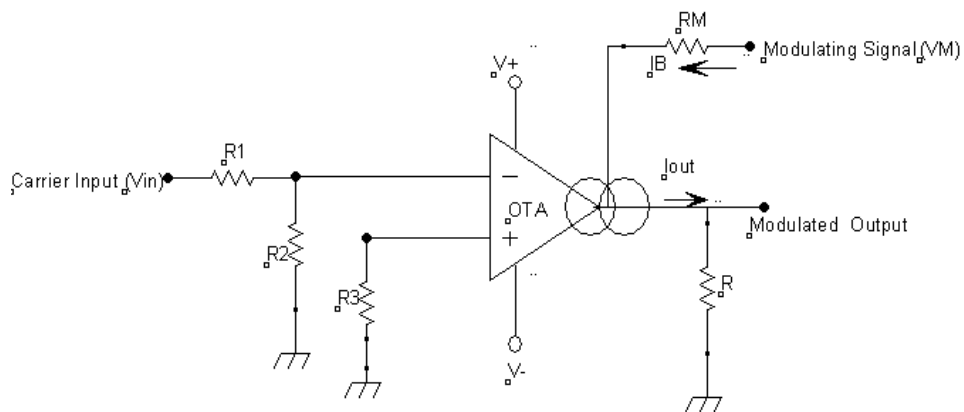 RM
Modulating Signal (VM)
IB
V+
R1
Carrier Input (Vin)
Iout
OTA
Modulated Output
R2
R3
R
V-